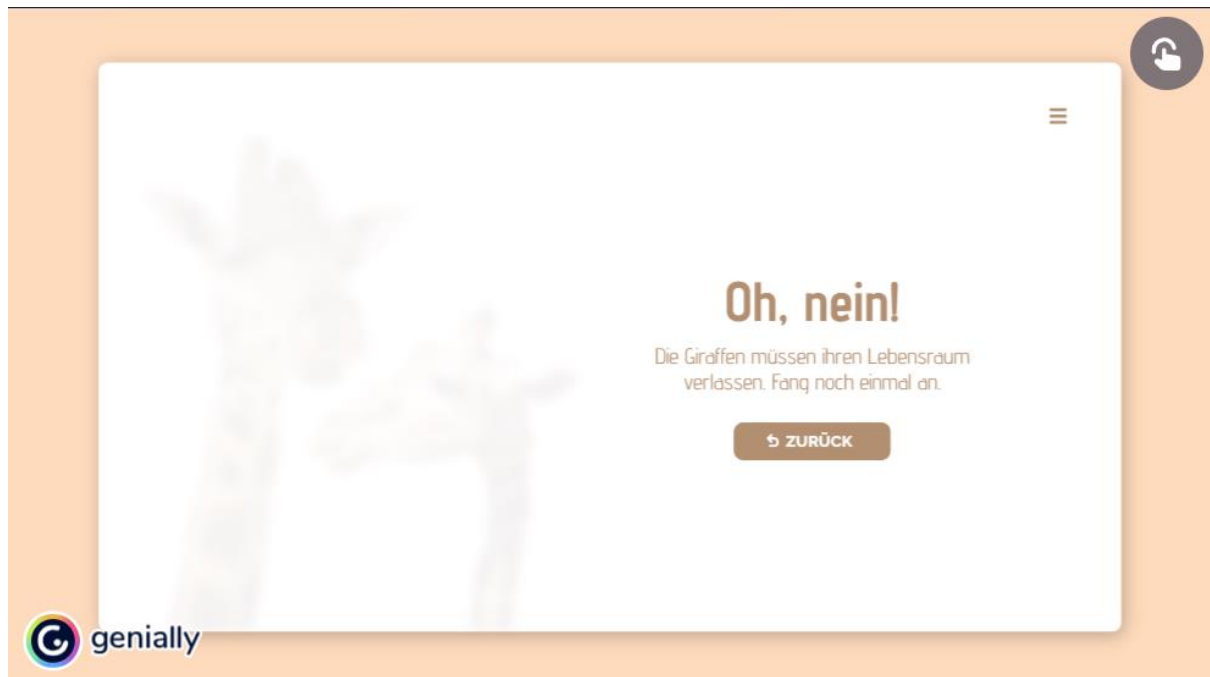 Oh, nein!
Die Giraffen müssen ihren Lebensraum
verlassen. Fang noch einmal an.
ZURÜCK
genially